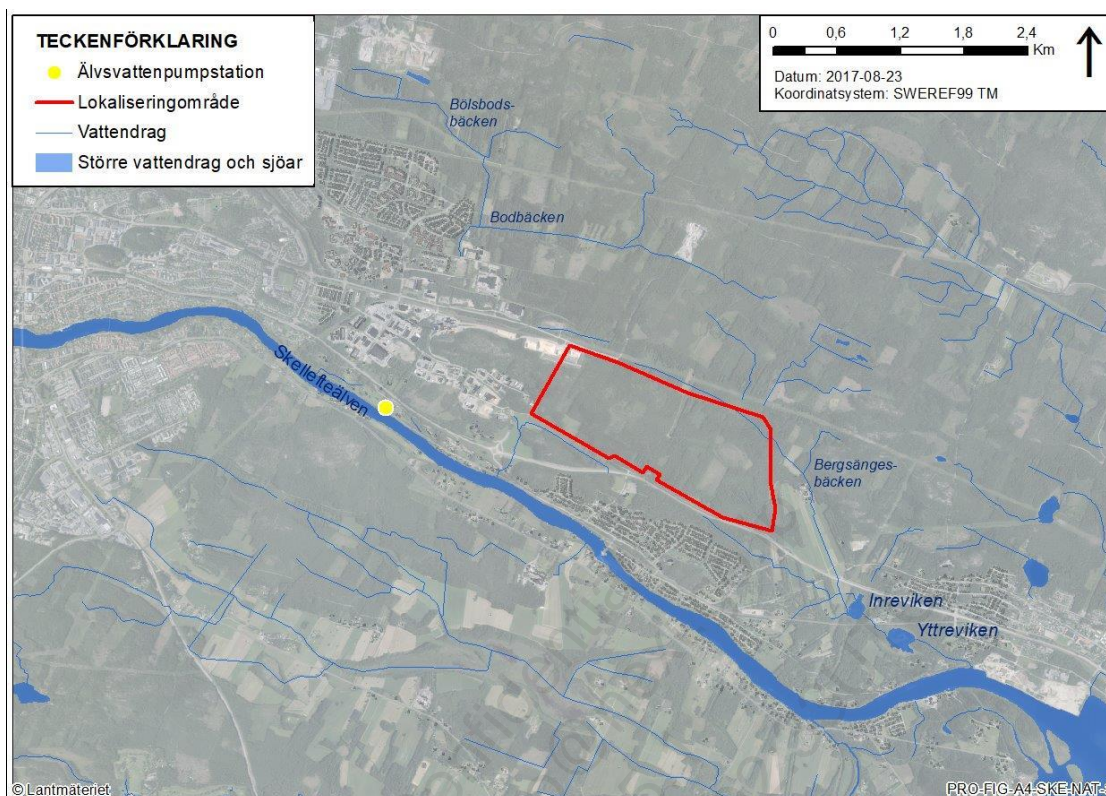 TECKENFÖRKLARING
Älvsvattenpumpstation
Lokaliseringområde
Vattendrag
Större vattendrag och sjöar
0 0,6 1,2 1,8 2,4
Km
Datum: 2017-08-23
Koordinatsystem: SWEREF99 TM
Bölsbods-
bäcken
Bodbäcken
Skellefteälven
Bergsänges-
bäcken
Inreviken
Yttreviken
© Lantmäteriet
PRO-FIG-A4-SKE-NAT-